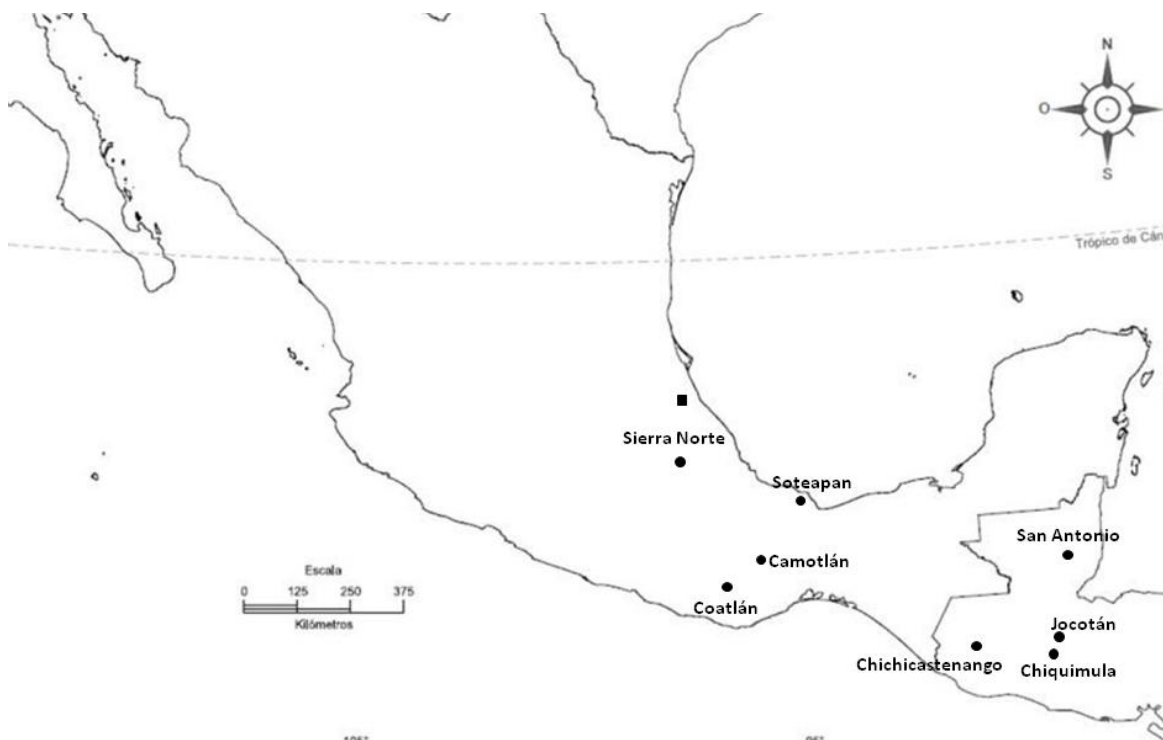 N
O
S
Trópico de Cán
Sierra Norte
Soteapan
San Antonio
Camotlán
Escala
0 125 250 375
Kilómetros
Coatlán
Jocotán
Chichicastenango
Chiquimula